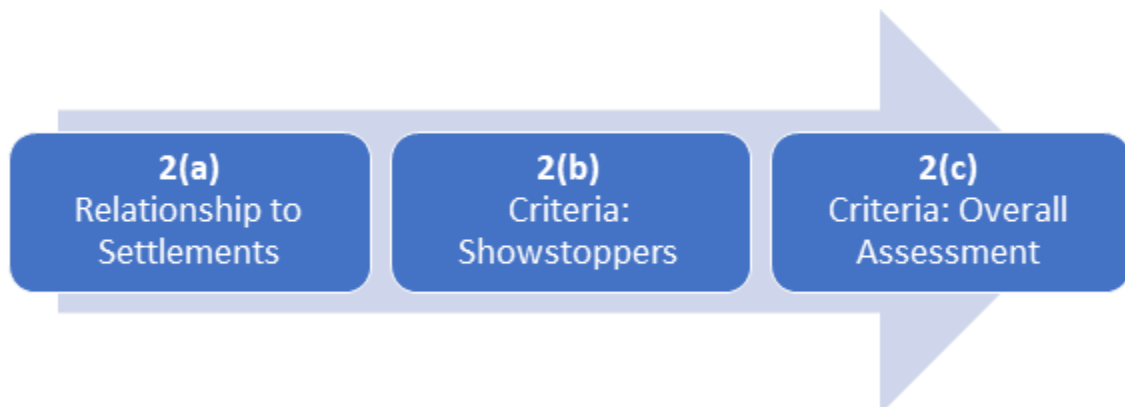 2(a)
Relationship to
Settlements
2(b)
Criteria:
Showstoppers
2(c)
Criteria: Overall
Assessment